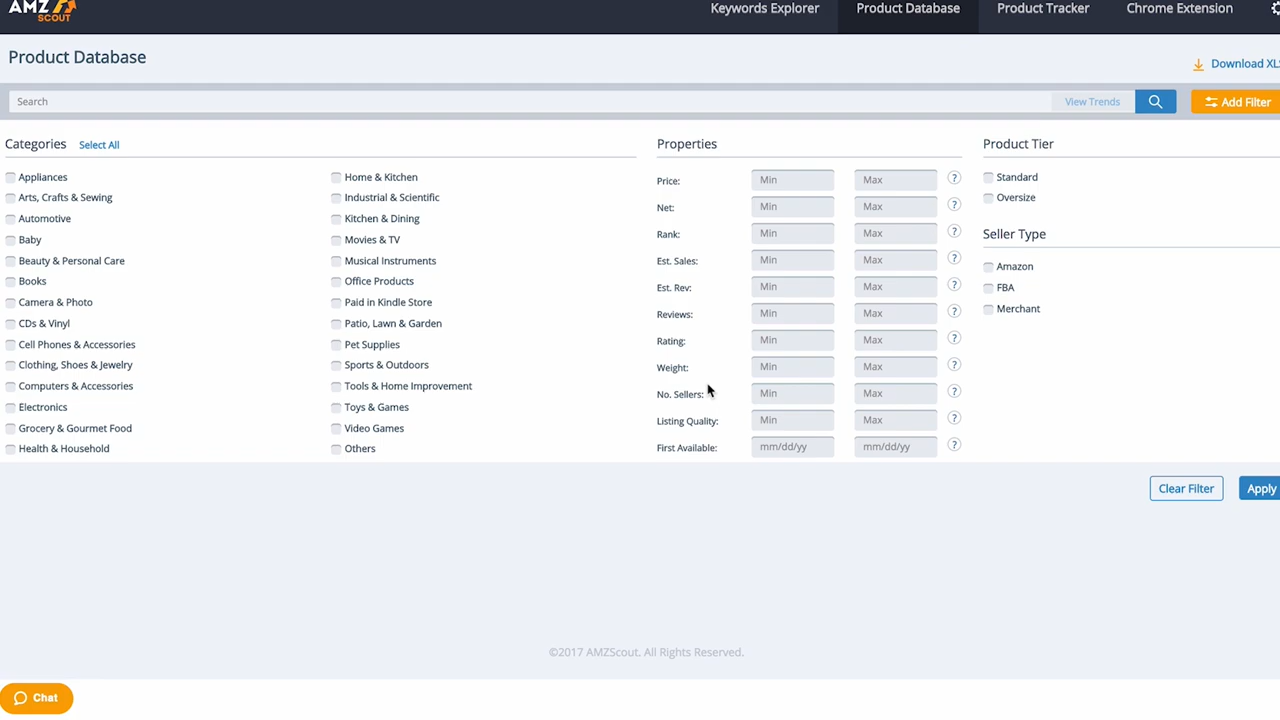 AMZ
SCOUT
Keywords Explorer
Product Database
Product Tracker
Chrome Extension
Product Database
Download XLS
Search
View Trends
Add Filter
Categories Select All
Appliances
Arts, Crafts & Sewing
Automotive
Baby
Beauty & Personal Care
Books
Camera & Photo
CDs & Vinyl
Cell Phones & Accessories
Clothing, Shoes & Jewelry
Computers & Accessories
Electronics
Grocery & Gourmet Food
Health & Household
Home & Kitchen
Industrial & Scientific
Kitchen & Dining
Movies & TV
Musical Instruments
Office Products
Paid in Kindle Store
Patio, Lawn & Garden
Pet Supplies
Sports & Outdoors
Tools & Home Improvement
Toys & Games
Video Games
Others
Properties
Price: Min Max ?
Net: Min Max ?
Rank: Min Max ?
Est. Sales: Min Max ?
Est. Rev: Min Max ?
Reviews: Min Max ?
Rating: Min Max ?
Weight: Min Max ?
No. Sellers: Min Max ?
Listing Quality: Min Max ?
First Available: mm/dd/yy mm/dd/yy ?
Product Tier
Standard
Oversize
Seller Type
Amazon
FBA
Merchant
Clear Filter
Apply
©2017 AMZScout. All Rights Reserved.
Chat